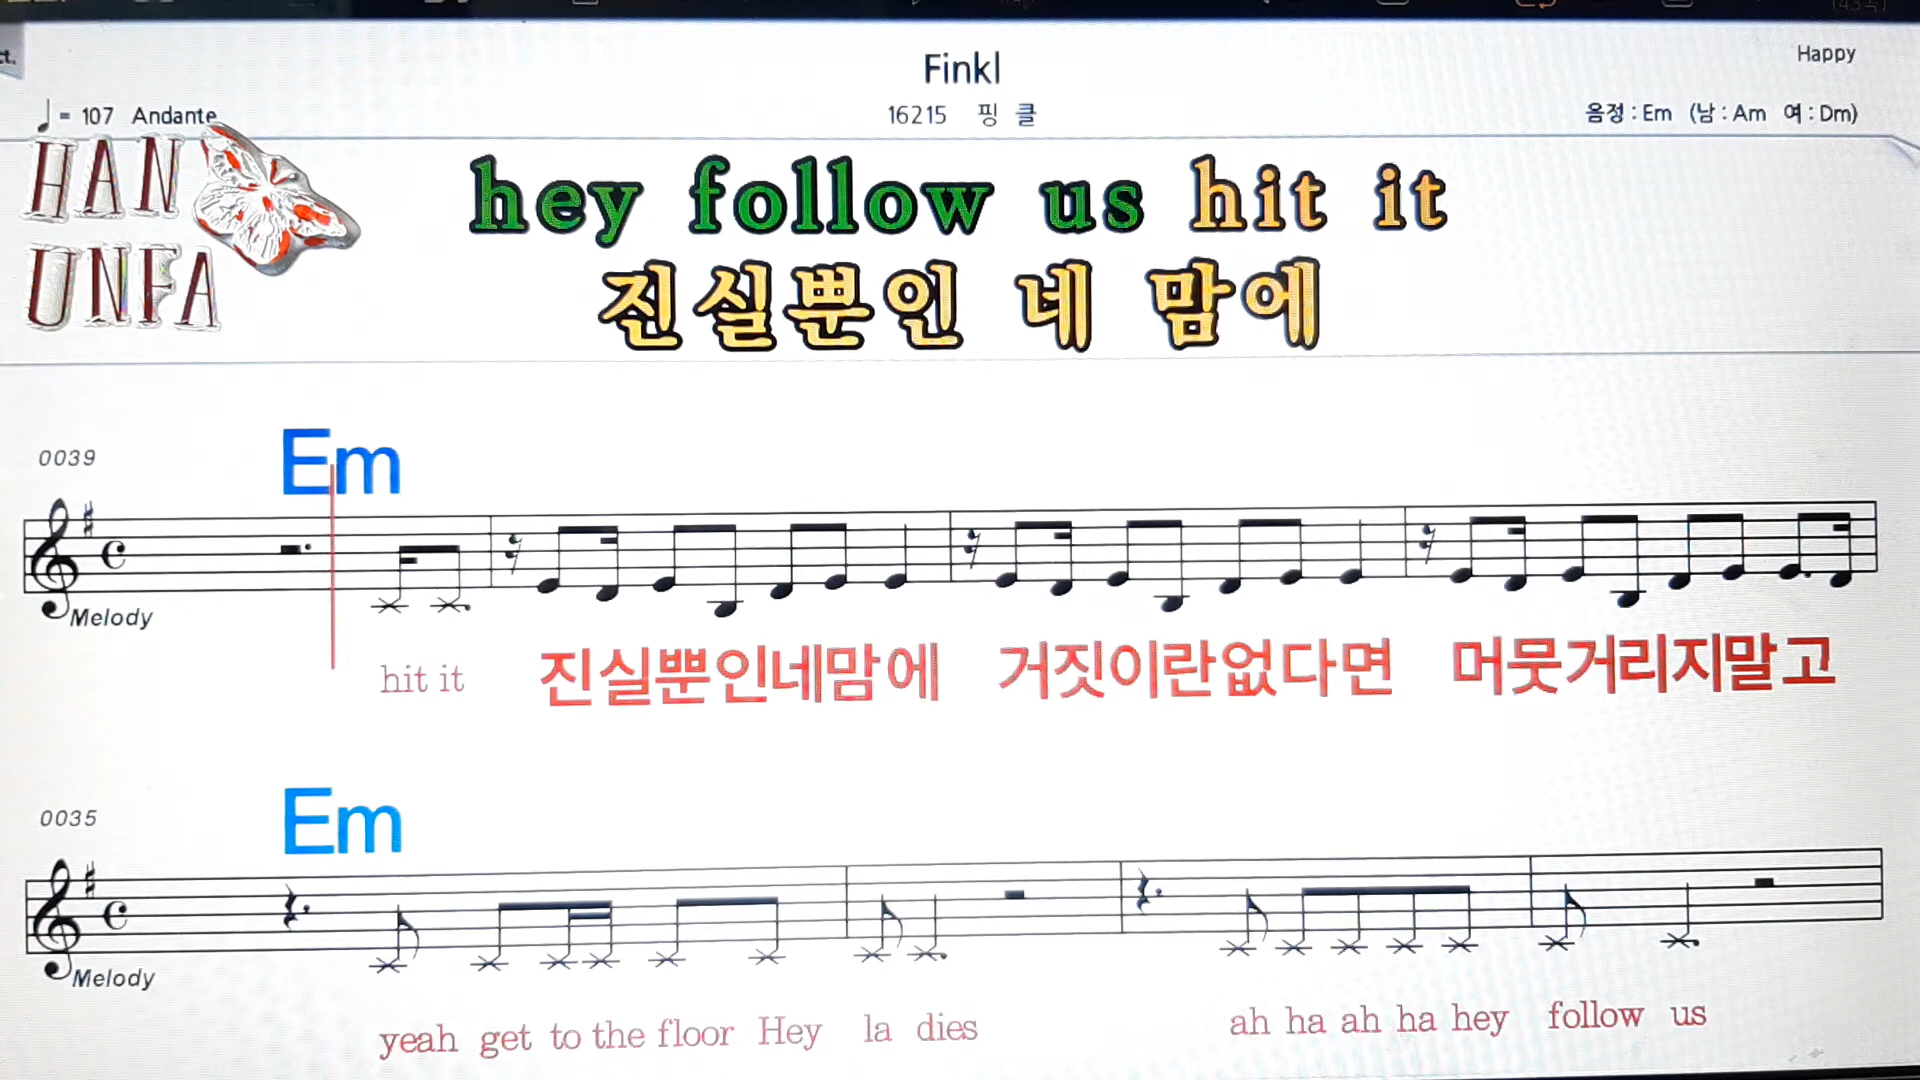 ct.
Finkl
Happy
♩ = 107 Andante
16215 핑 클
음정 : Em (남 : Am 여 : Dm)
HAN
UNFA
hey follow us hit it
진실뿐인 네 맘에
0039
Em
Melody
hit it 진실뿐인네맘에 거짓이란없다면 머뭇거리지말고
0035
Em
Melody
yeah get to the floor Hey la dies ah ha ah ha hey follow us